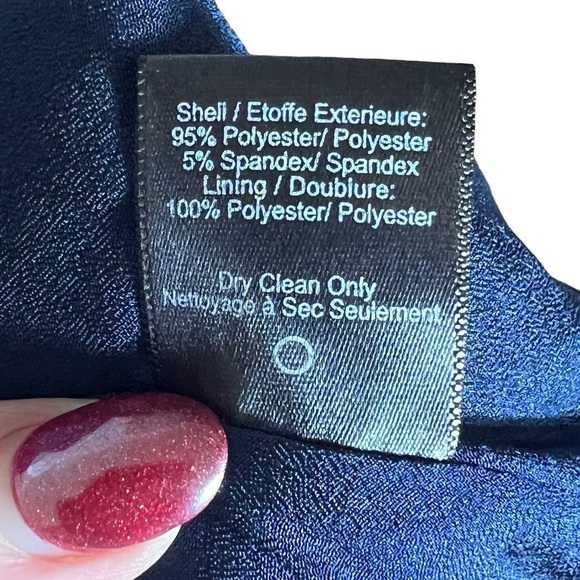 Shell / Etoffe Exterieure:
95% Polyester/ Polyester
5% Spandex/ Spandex
Lining / Doublure:
100% Polyester/ Polyester
Dry Clean Only
Nettoyage à Sec Seulement